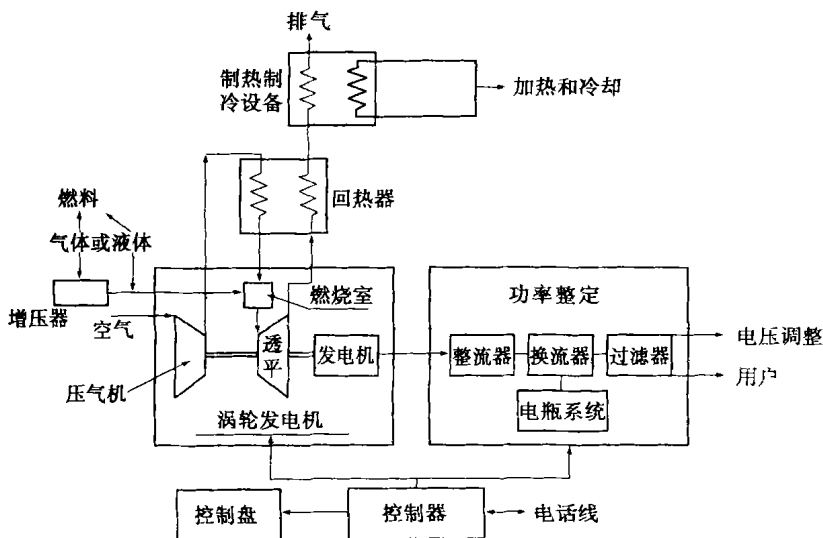 排气
制热制
冷设备
加热和冷却
回热器
燃料
气体或液体
增压器
空气
压气机
燃烧室
透平
发电机
涡轮发电机
功率整定
整流器
换流器
过滤器
电瓶系统
电压调整
用户
控制盘
控制器
电话线